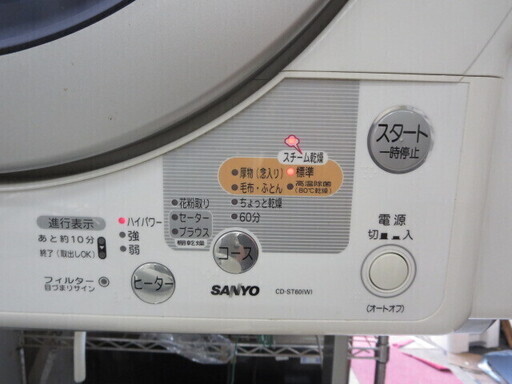 スタート
一時停止
スチーム乾燥
厚物(窓入り)
標準
毛布・ふとん
高温除菌
(60℃乾燥)
花粉取り
ちょっと乾燥
セーター
60分
ブラウス
棚乾燥
進行表示
ハイパワー
あと約10分
強
終了(取出しOK)
弱
フィルター
目づまりサイン
ヒーター
コース
SANYO
CD-ST60(W)
電源
切 入
(オートオフ)